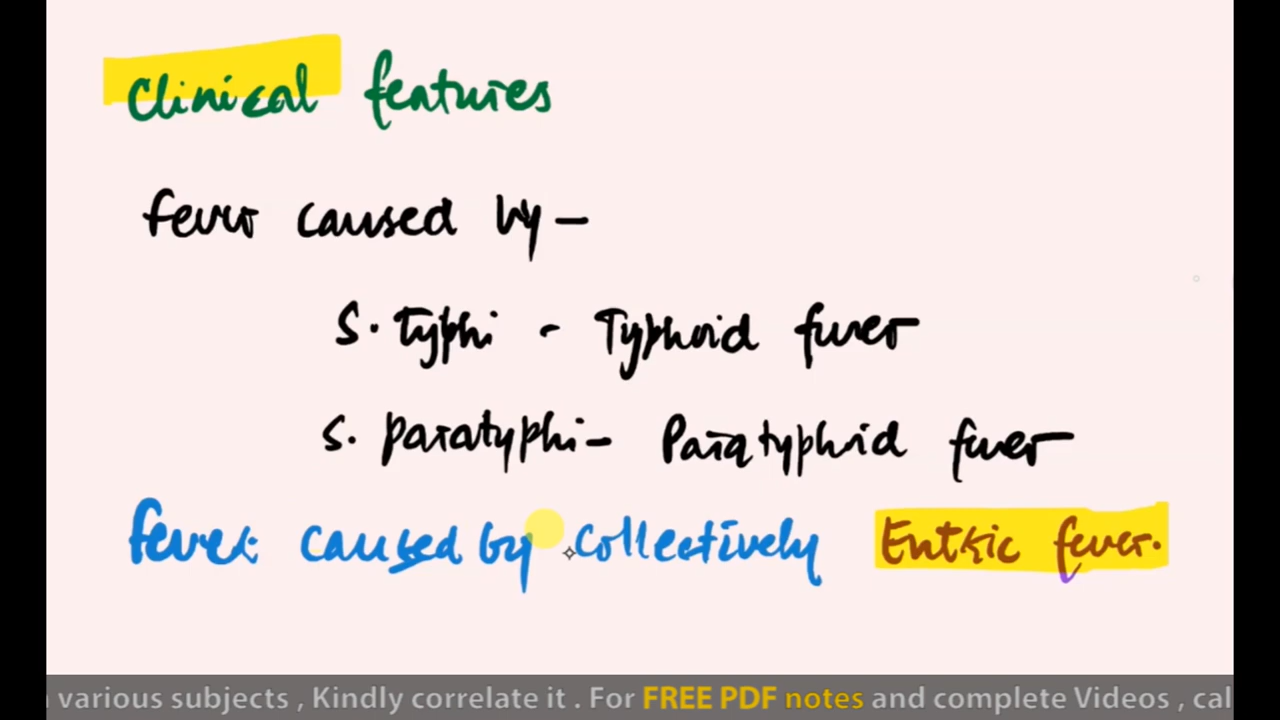 Clinical features
fever caused by –
S. typhi - Typhoid fever
S. paratyphi – Paratyphoid fever
fever caused by collectively Enteric fever.
various subjects , Kindly correlate it . For FREE PDF notes and complete Videos , cal